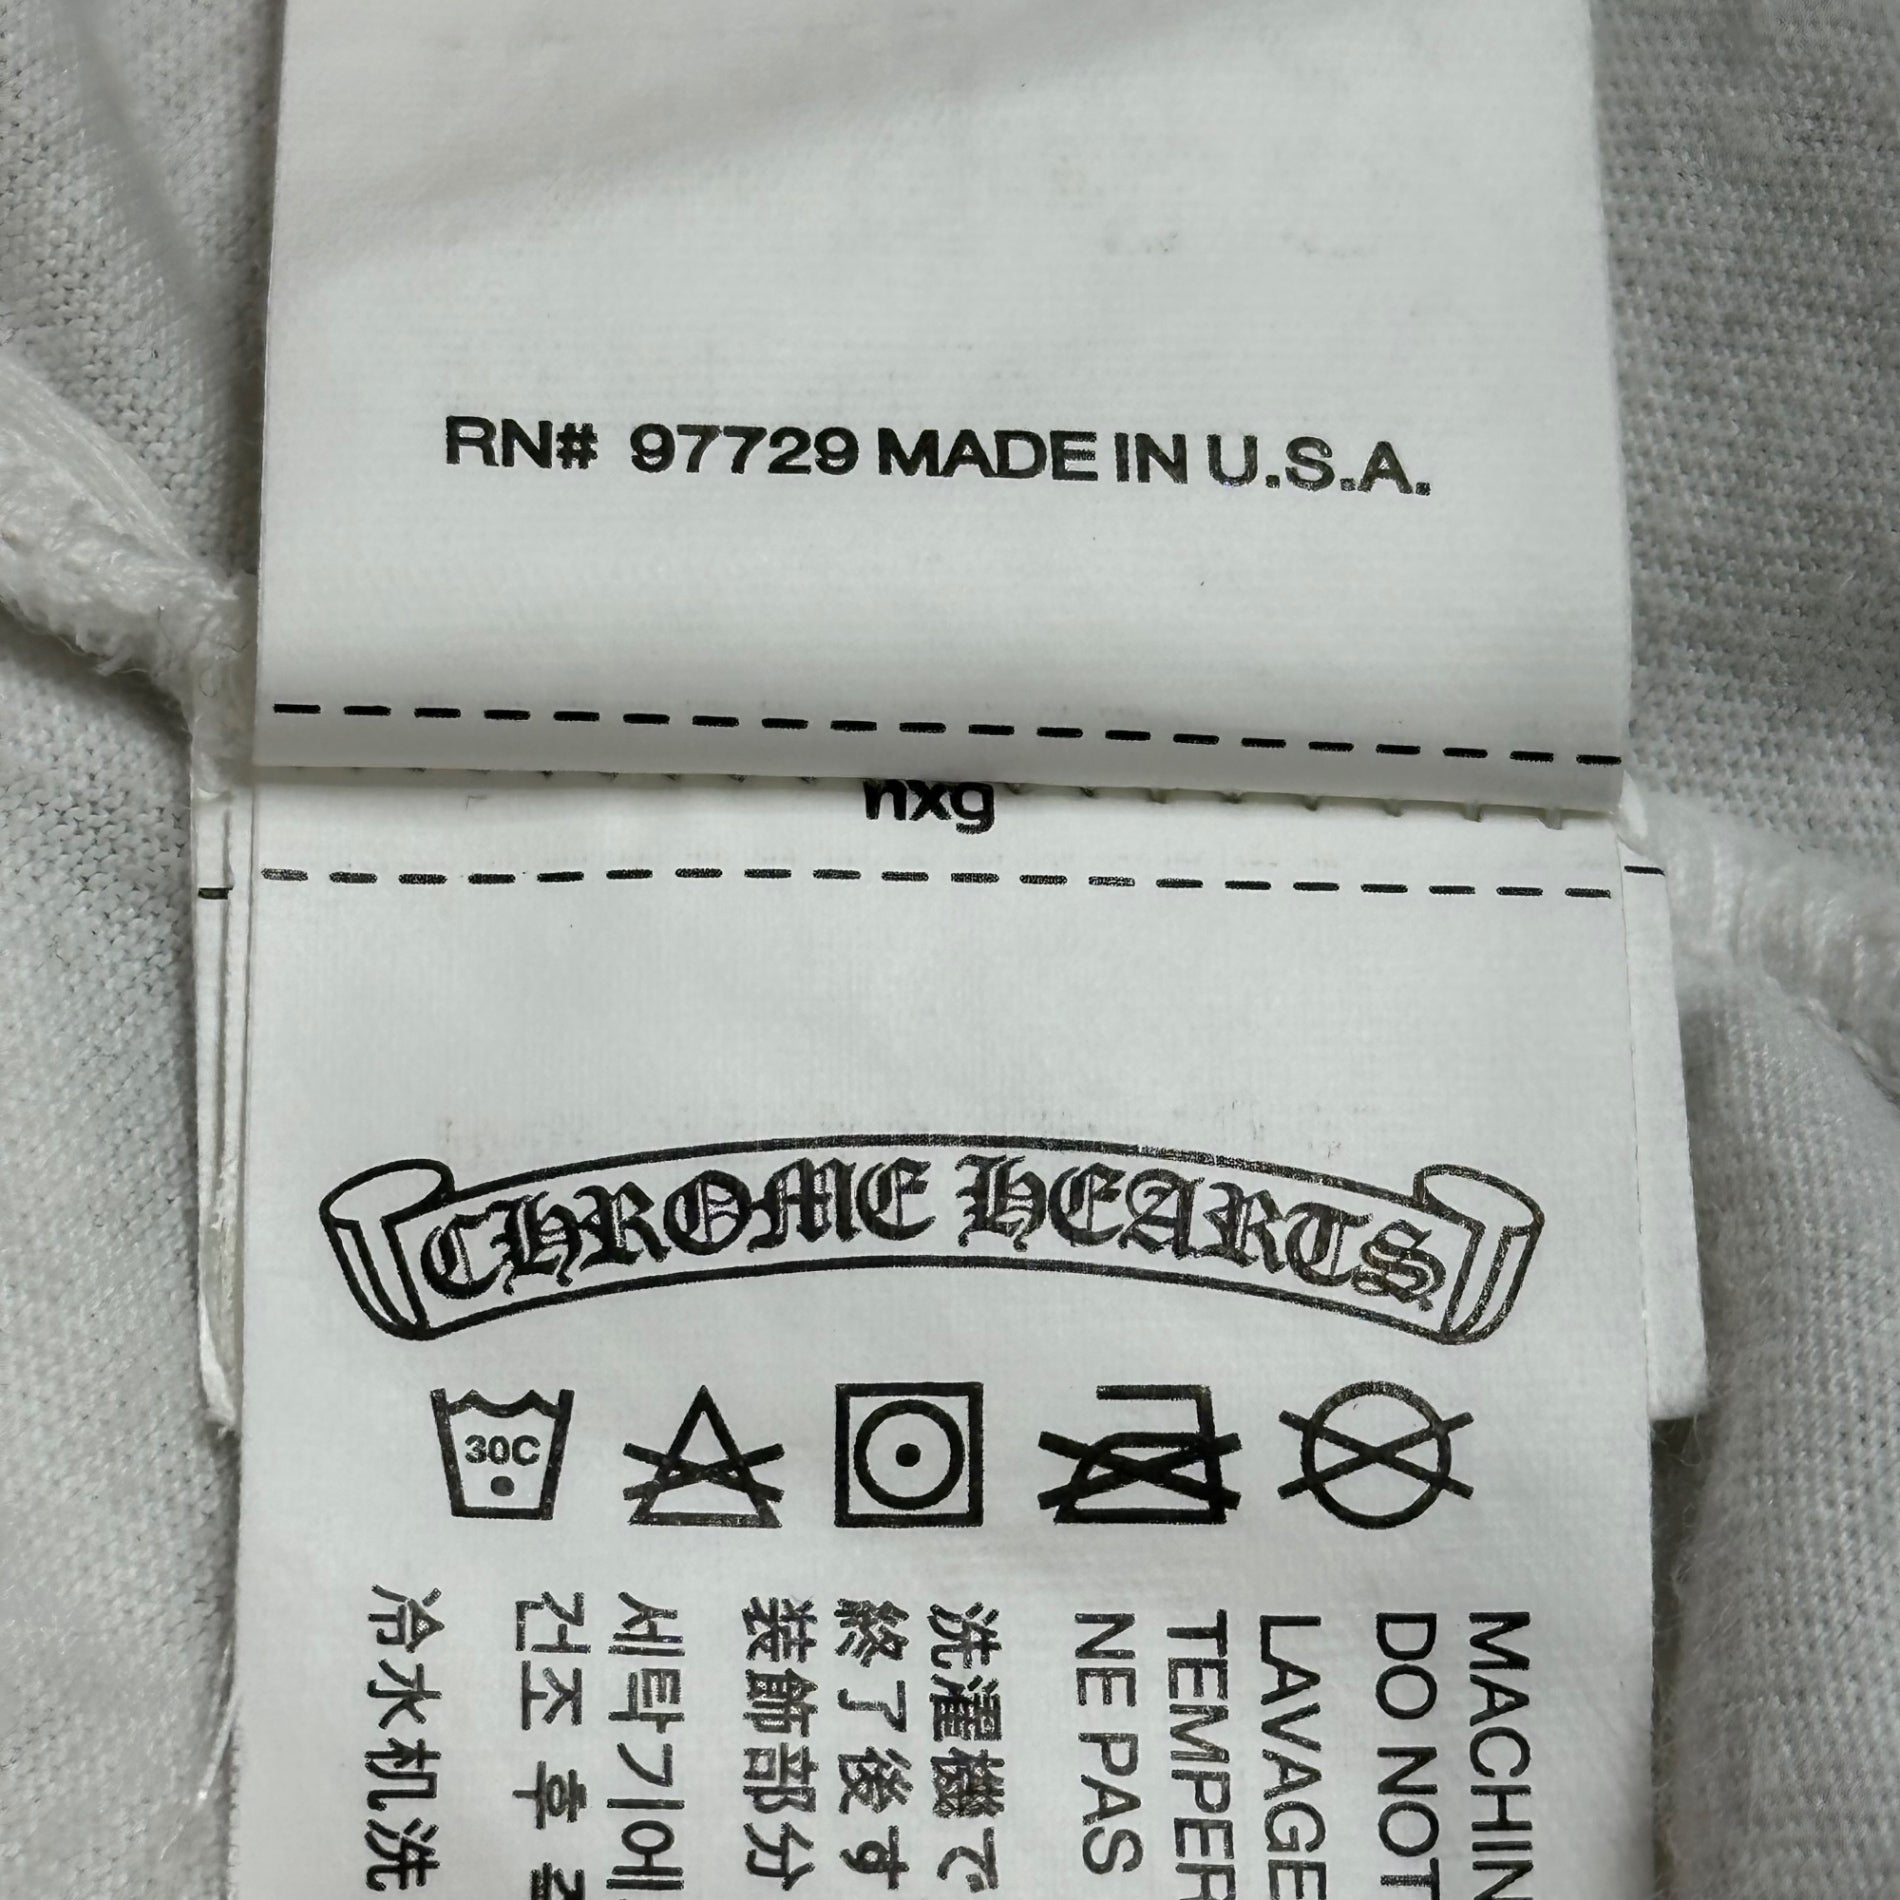 RN# 97729 MADE IN U.S.A.
nxg
CHROME HEARTS
30C
MACHIN
DO NOT
LAVAGE
TEMPER
NE PAS
洗濯機で
終了後す
装飾部分
세탁기에
건조 후
冷水机洗